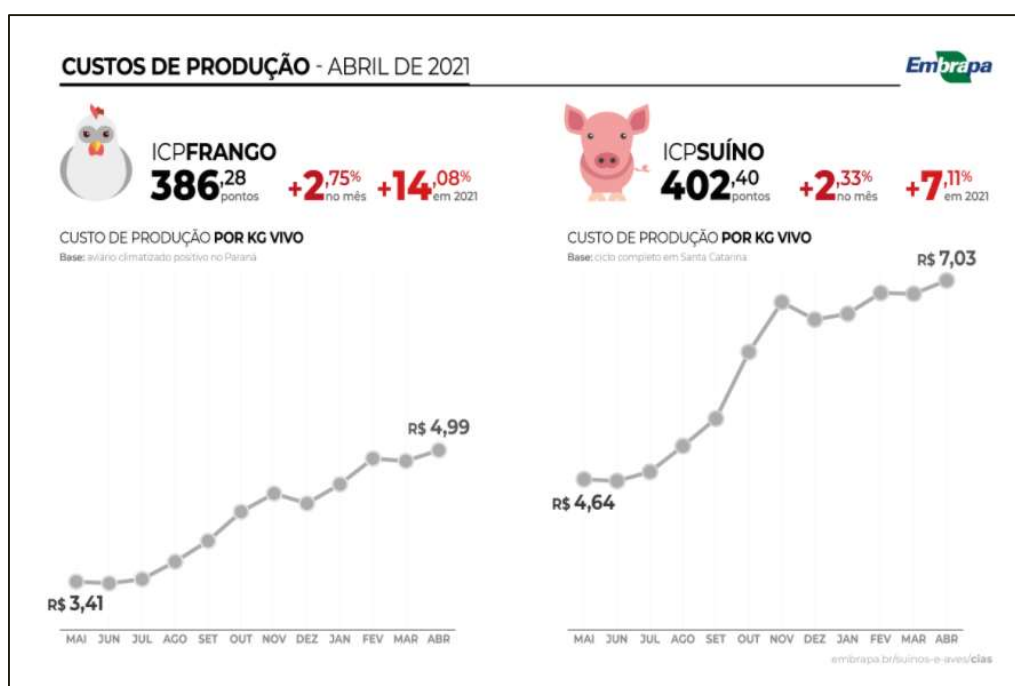 CUSTOS DE PRODUÇÃO - ABRIL DE 2021
Embrapa
ICPFRANGO
386,28 pontos
+2,75% no mês
+14,08% em 2021
CUSTO DE PRODUÇÃO POR KG VIVO
Base: aviário climatizado positivo no Paraná
R$ 3,41
R$ 4,99
MAI JUN JUL AGO SET OUT NOV DEZ JAN FEV MAR ABR
ICPSUÍNO
402,40 pontos
+2,33% no mês
+7,11% em 2021
CUSTO DE PRODUÇÃO POR KG VIVO
Base: ciclo completo em Santa Catarina
R$ 7,03
R$ 4,64
MAI JUN JUL AGO SET OUT NOV DEZ JAN FEV MAR ABR
embrapa.br/suinos-e-aves/cias